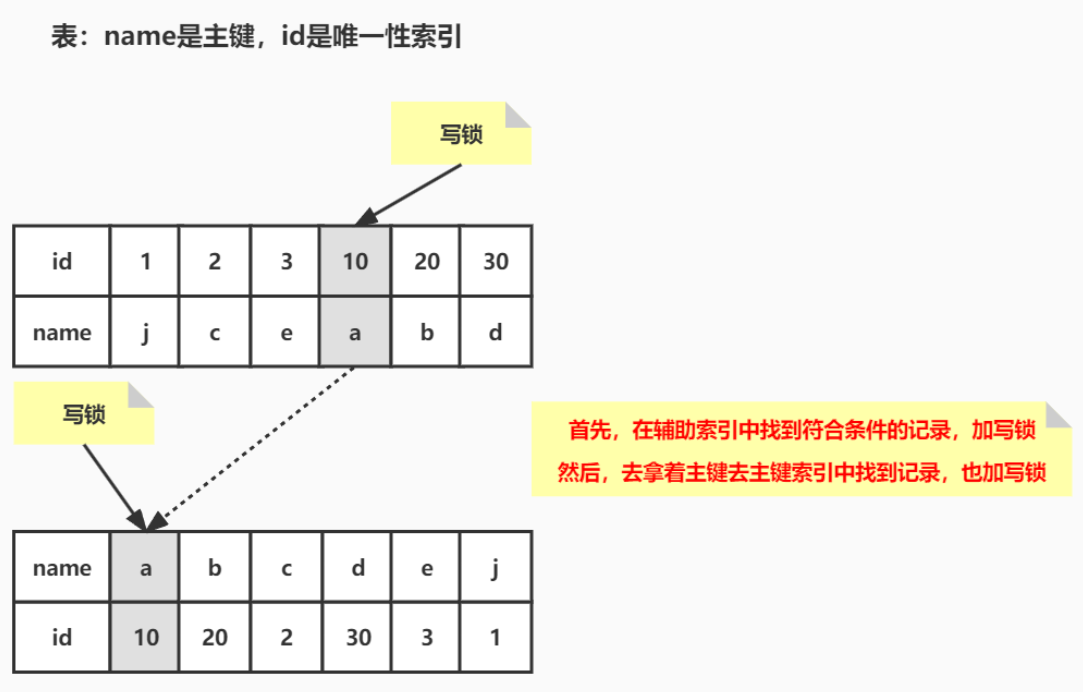 表：name是主键，id是唯一性索引
写锁
id 1 2 3 10 20 30
name j c e a b d
写锁
首先，在辅助索引中找到符合条件的记录，加写锁
然后，去拿着主键去主键索引中找到记录，也加写锁
name a b c d e j
id 10 20 2 30 3 1